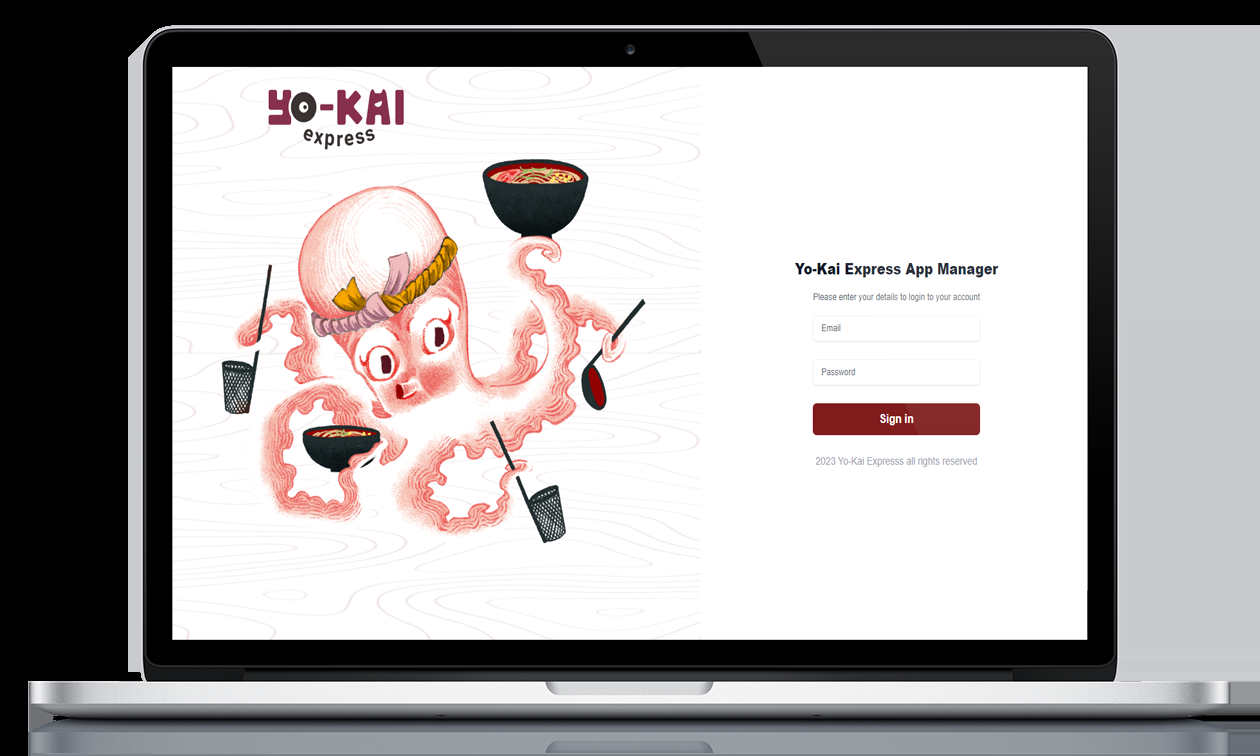 YO-KAI
express
Yo-Kai Express App Manager
Please enter your details to login to your account
Email
Password
Sign in
2023 Yo-Kai Expresss all rights reserved